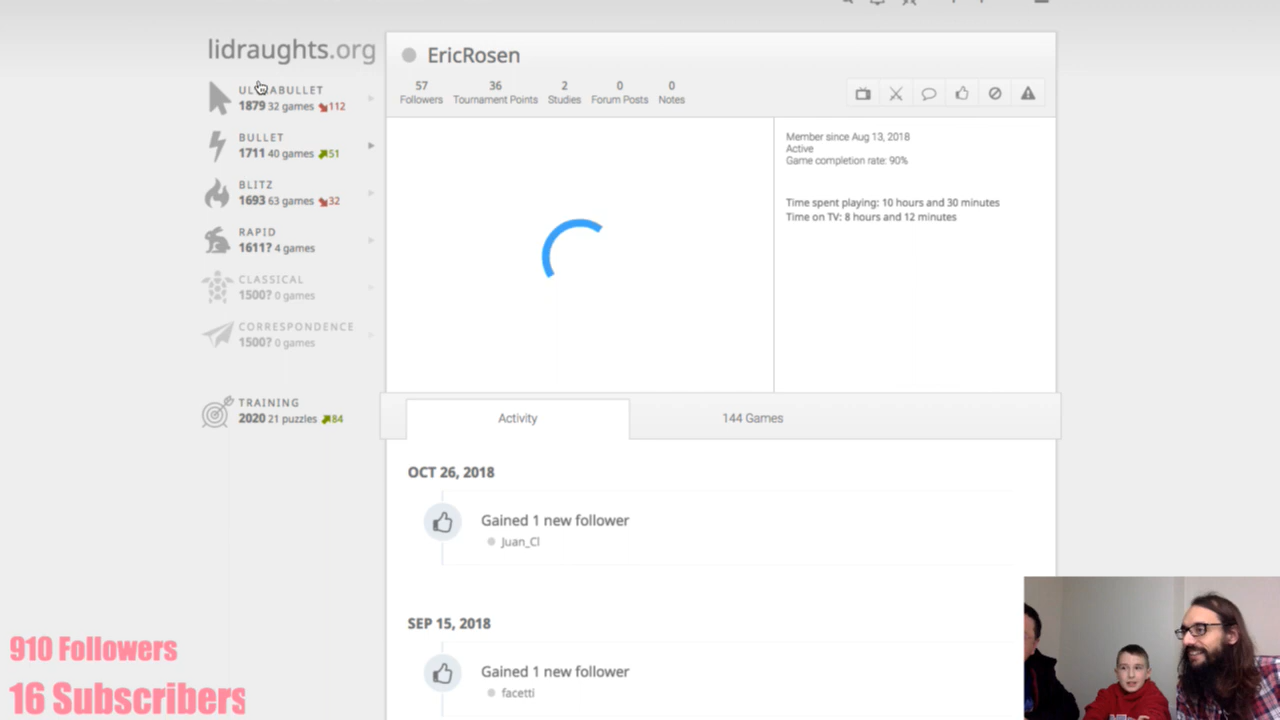 lidraughts.org
EricRosen
57 Followers
36 Tournament Points
2 Studies
0 Forum Posts
0 Notes
BULLET
1879 32 games 112
1711 40 games 51
BLITZ
1693 63 games 32
RAPID
1611? 4 games
CLASSICAL
1500? 0 games
CORRESPONDENCE
1500? 0 games
TRAINING
2020 21 puzzles 84
Member since Aug 13, 2018
Active
Game completion rate: 90%
Time spent playing: 10 hours and 30 minutes
Time on TV: 8 hours and 12 minutes
Activity
144 Games
OCT 26, 2018
Gained 1 new follower
Juan_Cl
SEP 15, 2018
Gained 1 new follower
facetti
910 Followers
16 Subscribers